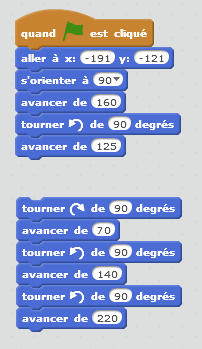 quand est cliqué
aller à x: -191 y: -121
s'orienter à 90
avancer de 160
tourner de 90 degrés
avancer de 125
tourner de 90 degrés
avancer de 70
tourner de 90 degrés
avancer de 140
tourner de 90 degrés
avancer de 220